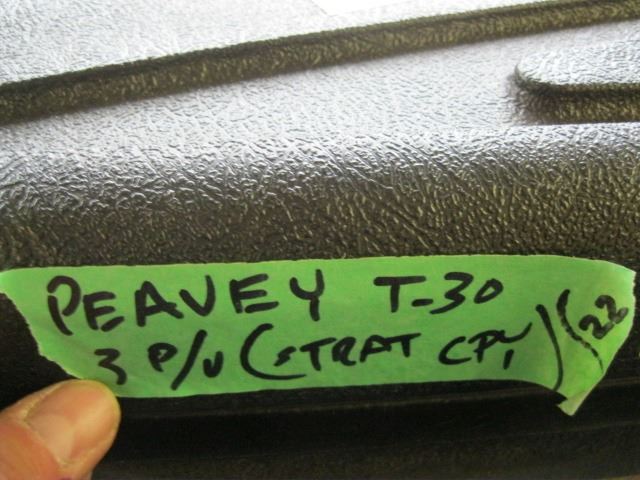 PEAVEY T-30
3 P/U (STRAT CPY) (22)